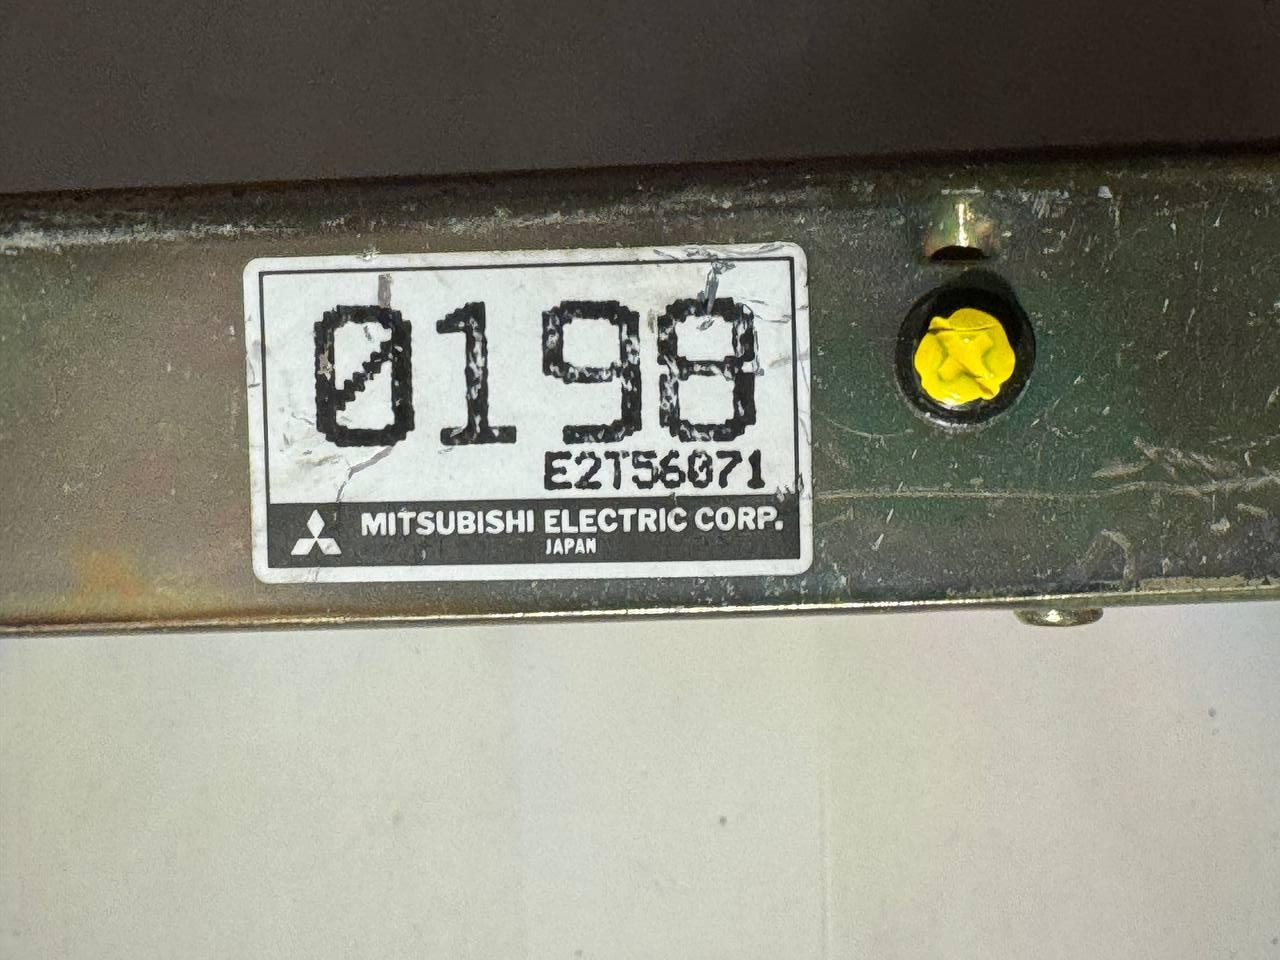 0198
E2T56071
MITSUBISHI ELECTRIC CORP.
JAPAN